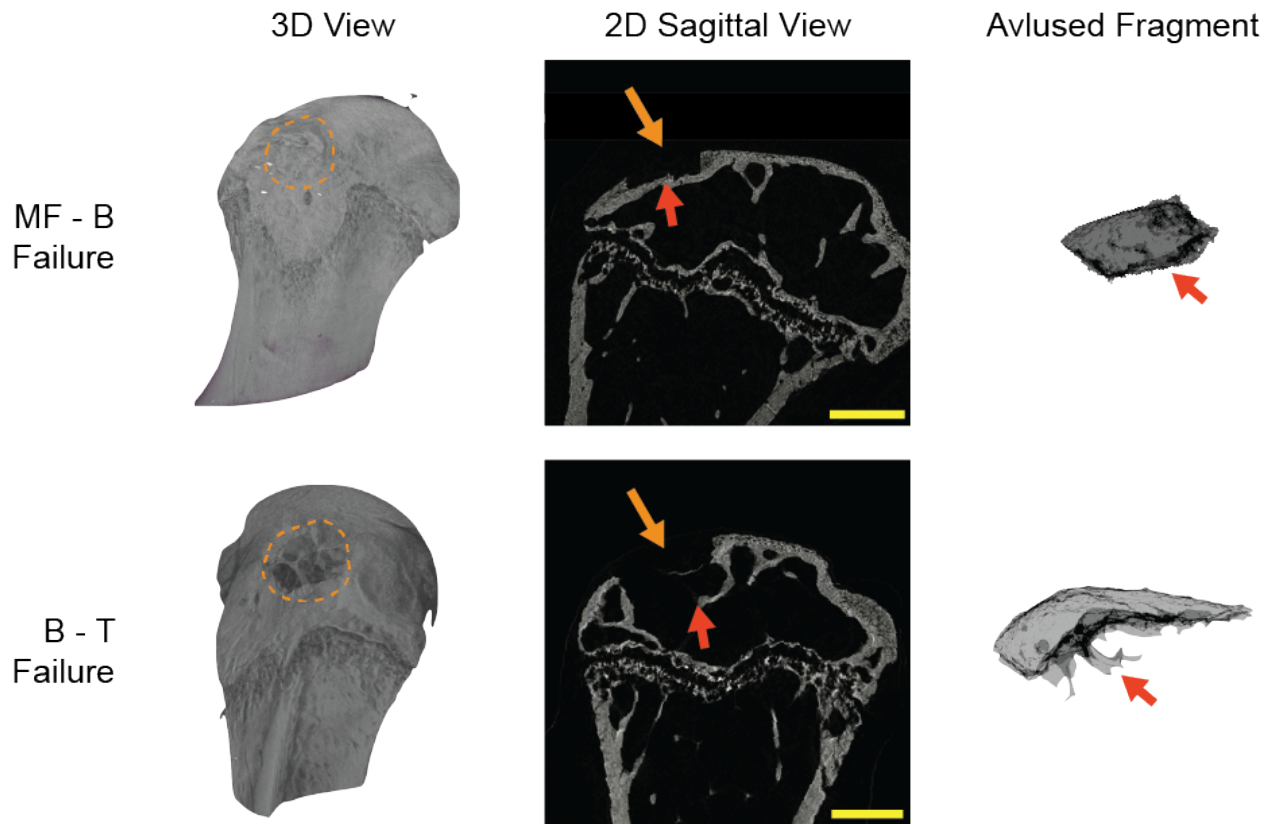 3D View
2D Sagittal View
Avlused Fragment
MF - B
Failure
B - T
Failure